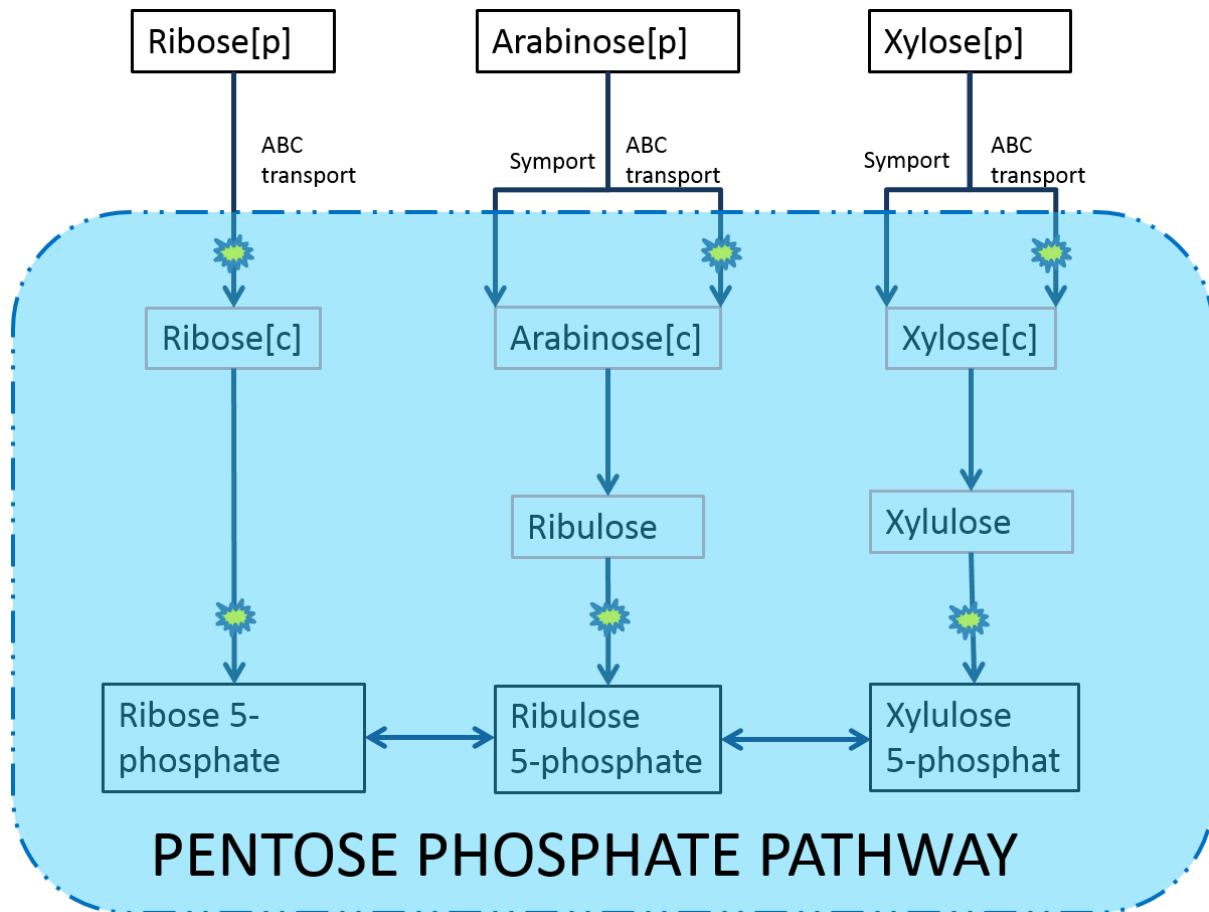 Ribose[p]
Arabinose[p]
Xylose[p]
ABC
transport
Symport
ABC
transport
Symport
ABC
transport
Ribose[c]
Arabinose[c]
Xylose[c]
Ribulose
Xylulose
Ribose 5-
phosphate
Ribulose
5-phosphate
Xylulose
5-phosphat
PENTOSE PHOSPHATE PATHWAY